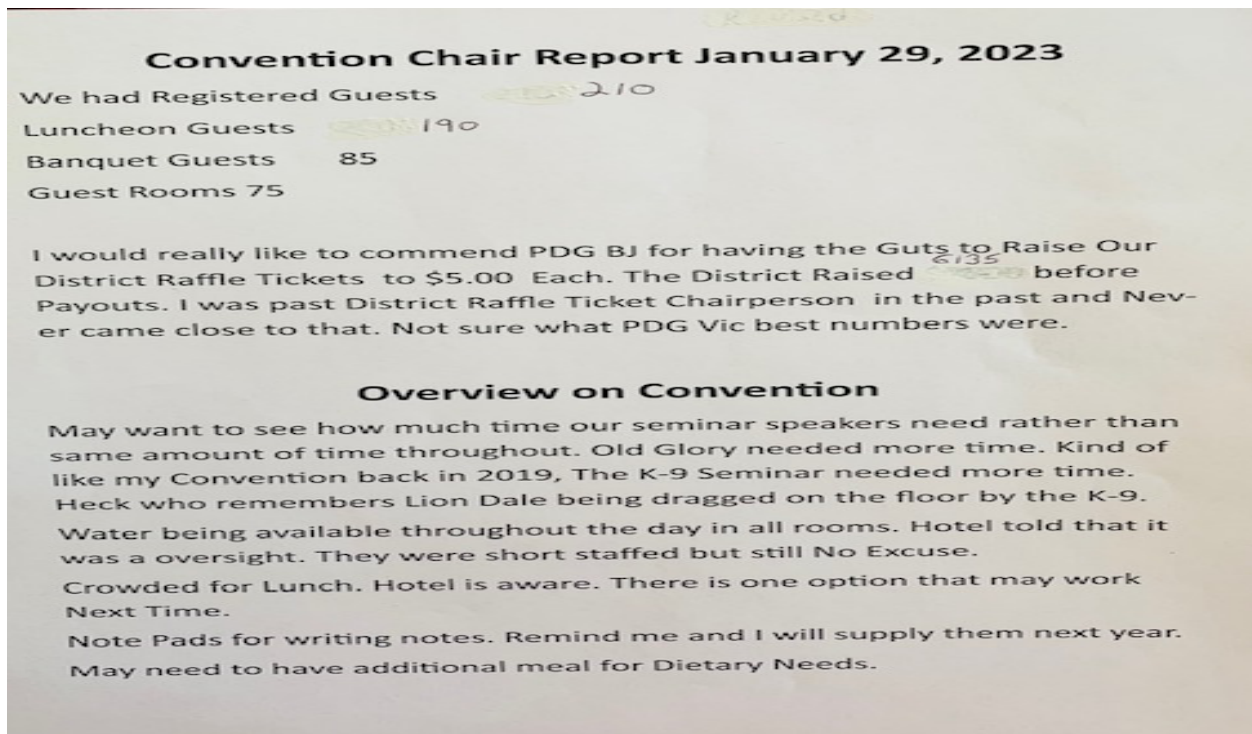 Convention Chair Report January 29, 2023
We had Registered Guests 210
Luncheon Guests 190
Banquet Guests 85
Guest Rooms 75
I would really like to commend PDG BJ for having the Guts to Raise Our
District Raffle Tickets to $5.00 Each. The District Raised 6135 before
Payouts. I was past District Raffle Ticket Chairperson in the past and Nev-
er came close to that. Not sure what PDG Vic best numbers were.
Overview on Convention
May want to see how much time our seminar speakers need rather than
same amount of time throughout. Old Glory needed more time. Kind of
like my Convention back in 2019, The K-9 Seminar needed more time.
Heck who remembers Lion Dale being dragged on the floor by the K-9.
Water being available throughout the day in all rooms. Hotel told that it
was a oversight. They were short staffed but still No Excuse.
Crowded for Lunch. Hotel is aware. There is one option that may work
Next Time.
Note Pads for writing notes. Remind me and I will supply them next year.
May need to have additional meal for Dietary Needs.